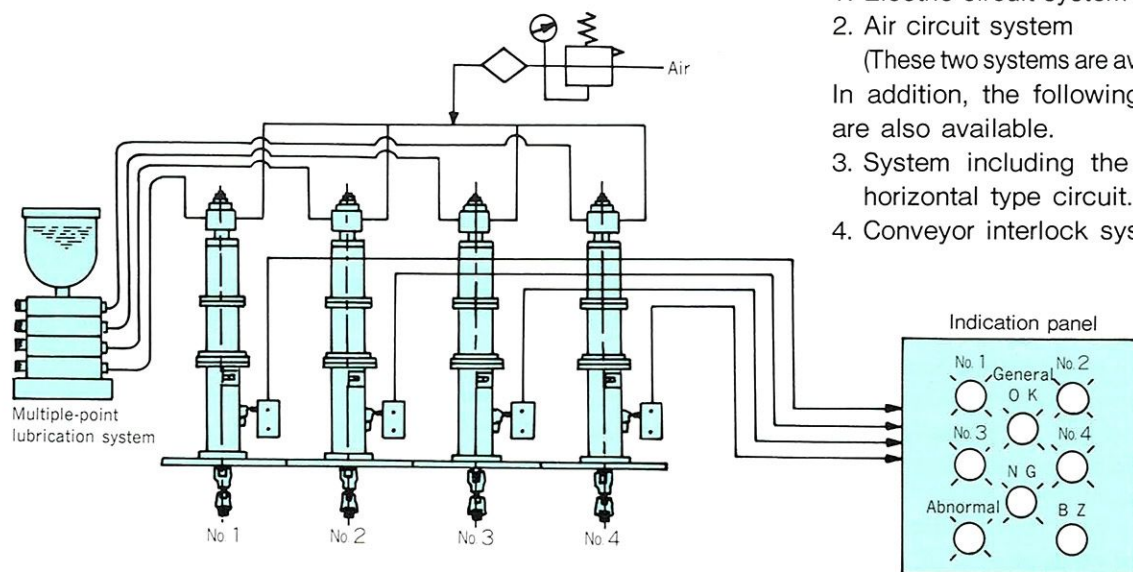 1. Electric circuit system
2. Air circuit system
(These two systems are
In addition, the following
are also available.
3. System including the
horizontal type circuit.
4. Conveyor interlock
Air
Multiple-point
lubrication system
No. 1
No. 2
No. 3
No. 4
Indication panel
No. 1
General
No. 2
O K
No. 3
No. 4
N G
Abnormal
B Z